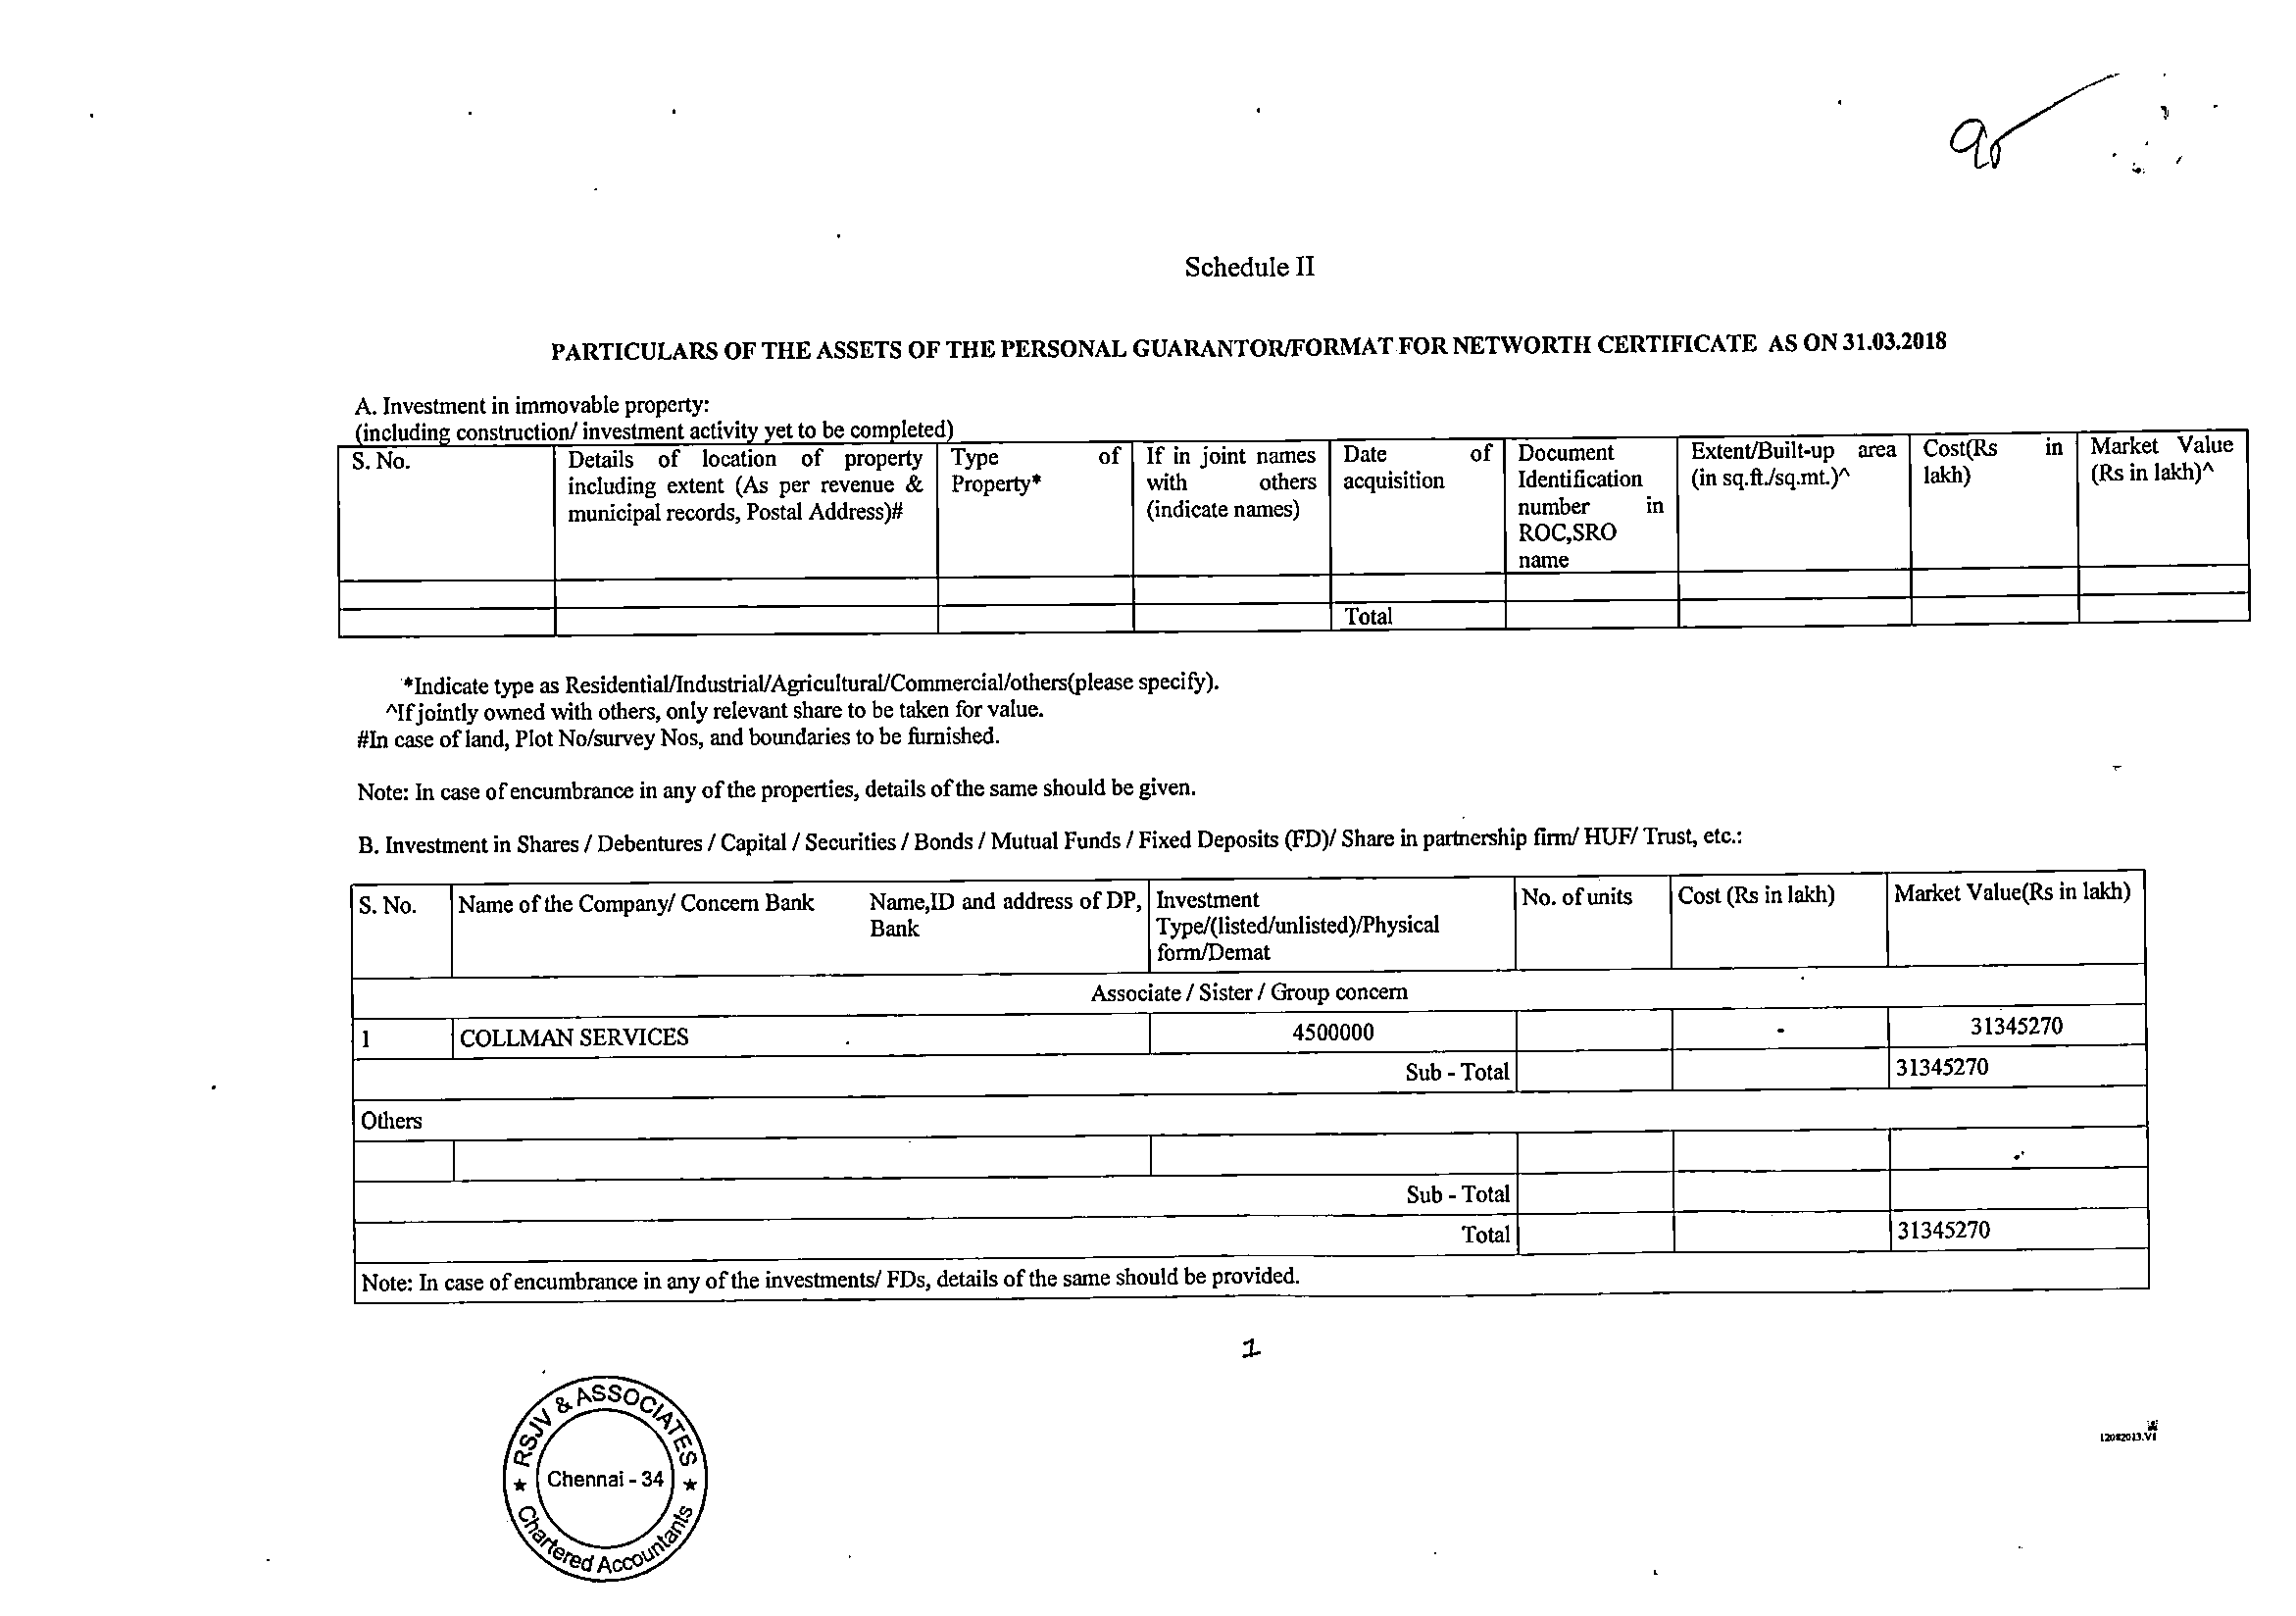 Schedule II
PARTICULARS OF THE ASSETS OF THE PERSONAL GUARANTOR/FORMAT FOR NETWORTH CERTIFICATE AS ON 31.03.2018
A. Investment in immovable property:
(including construction/ investment activity yet to be completed)
S. No.
Details of location of property
including extent (As per revenue &
municipal records, Postal Address)#
Type of
Property*
If in joint names
with others
(indicate names)
Date of
acquisition
Document
Identification
number in
ROC,SRO
name
Extent/Built-up area
(in sq.ft./sq.mt.)^
Cost(Rs in
lakh)
Market Value
(Rs in lakh)^
Total
*Indicate type as Residential/Industrial/Agricultural/Commercial/others(please specify).
^If jointly owned with others, only relevant share to be taken for value.
#In case of land, Plot No/survey Nos, and boundaries to be furnished.
Note: In case of encumbrance in any of the properties, details of the same should be given.
B. Investment in Shares / Debentures / Capital / Securities / Bonds / Mutual Funds / Fixed Deposits (FD)/ Share in partnership firm/ HUF/ Trust, etc.:
S. No.
Name of the Company/ Concern Bank
Name,ID and address of DP,
Bank
Investment
Type/(listed/unlisted)/Physical
form/Demat
No. of units
Cost (Rs in lakh)
Market Value(Rs in lakh)
Associate / Sister / Group concern
1 COLLMAN SERVICES 4500000 - 31345270
Sub - Total 31345270
Others
Sub - Total
Total 31345270
Note: In case of encumbrance in any of the investments/ FDs, details of the same should be provided.
1
RSJV & ASSOCIATES
Chennai - 34
Chartered Accountants
12082013.V1